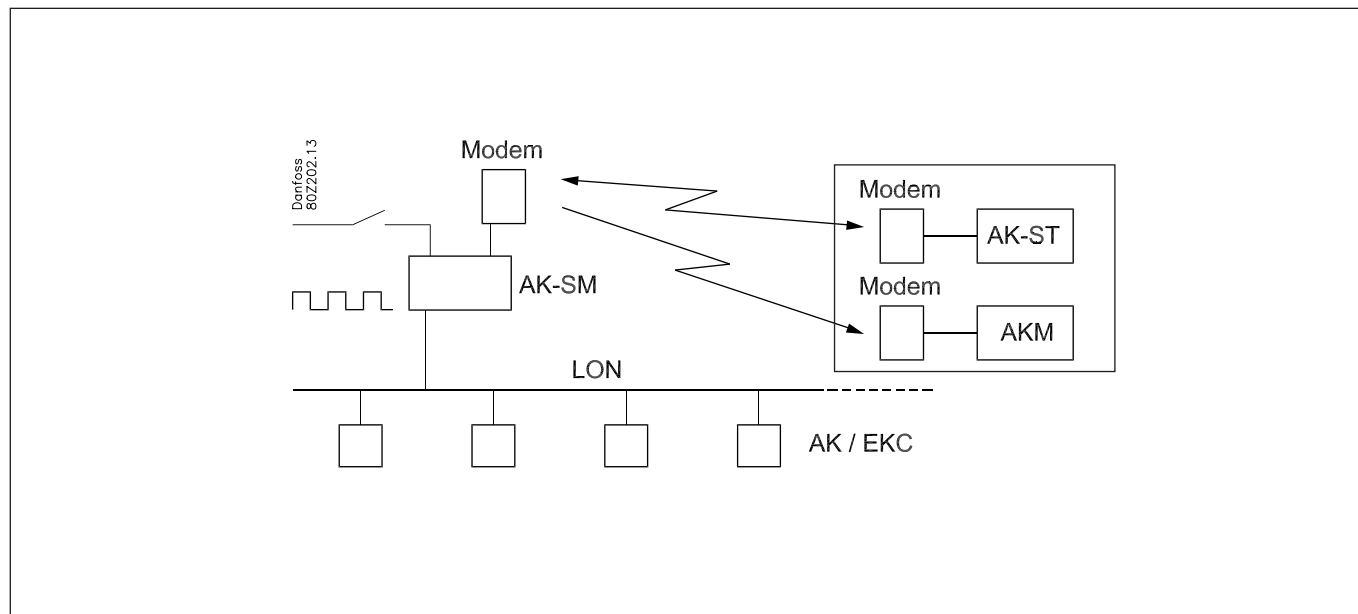 Danfoss
80Z202.13
Modem
Modem
AK-ST
AK-SM
Modem
AKM
LON
AK / EKC